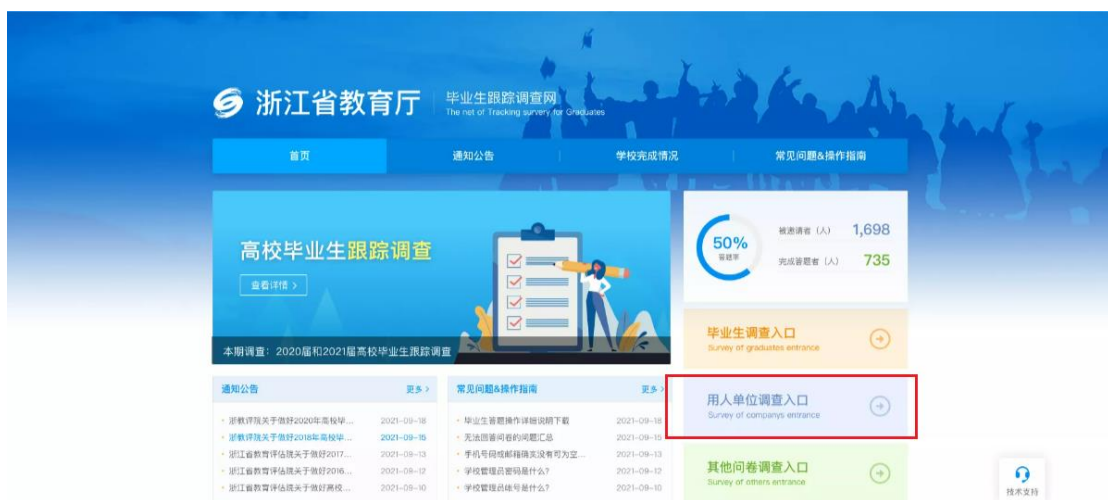 浙江省教育厅
毕业生跟踪调查网
The net of Tracking survery for Graduates
首页
通知公告
学校完成情况
常见问题&操作指南
高校毕业生跟踪调查
查看详情 >
本期调查：2020届和2021届高校毕业生跟踪调查
50%
答题率
被邀请者（人） 1,698
完成答题者（人） 735
毕业生调查入口
Survey of graduates entrance
用人单位调查入口
Survey of companys entrance
其他问卷调查入口
Survey of others entrance
通知公告 更多 >
浙教评院关于做好2020年高校毕... 2021-09-18
浙教评院关于做好2018年高校毕... 2021-09-15
浙江省教育评估院关于做好2017... 2021-09-13
浙江省教育评估院关于做好2016... 2021-09-12
浙江省教育评估院关于做好高校... 2021-09-10
常见问题&操作指南 更多 >
毕业生答题操作详细说明下载 2021-09-18
无法回答问卷的问题汇总 2021-09-15
手机号码或邮箱确实没有可为空... 2021-09-13
学校管理员密码是什么? 2021-09-12
学校管理员帐号是什么? 2021-09-10
技术支持